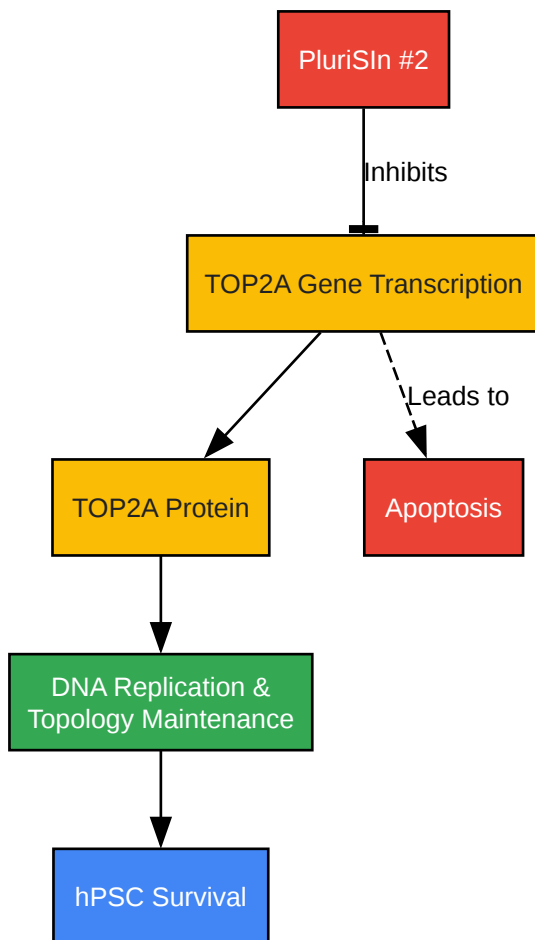 PluriSIn #2
Inhibits
TOP2A Gene Transcription
Leads to
TOP2A Protein
Apoptosis
DNA Replication &
Topology Maintenance
hPSC Survival